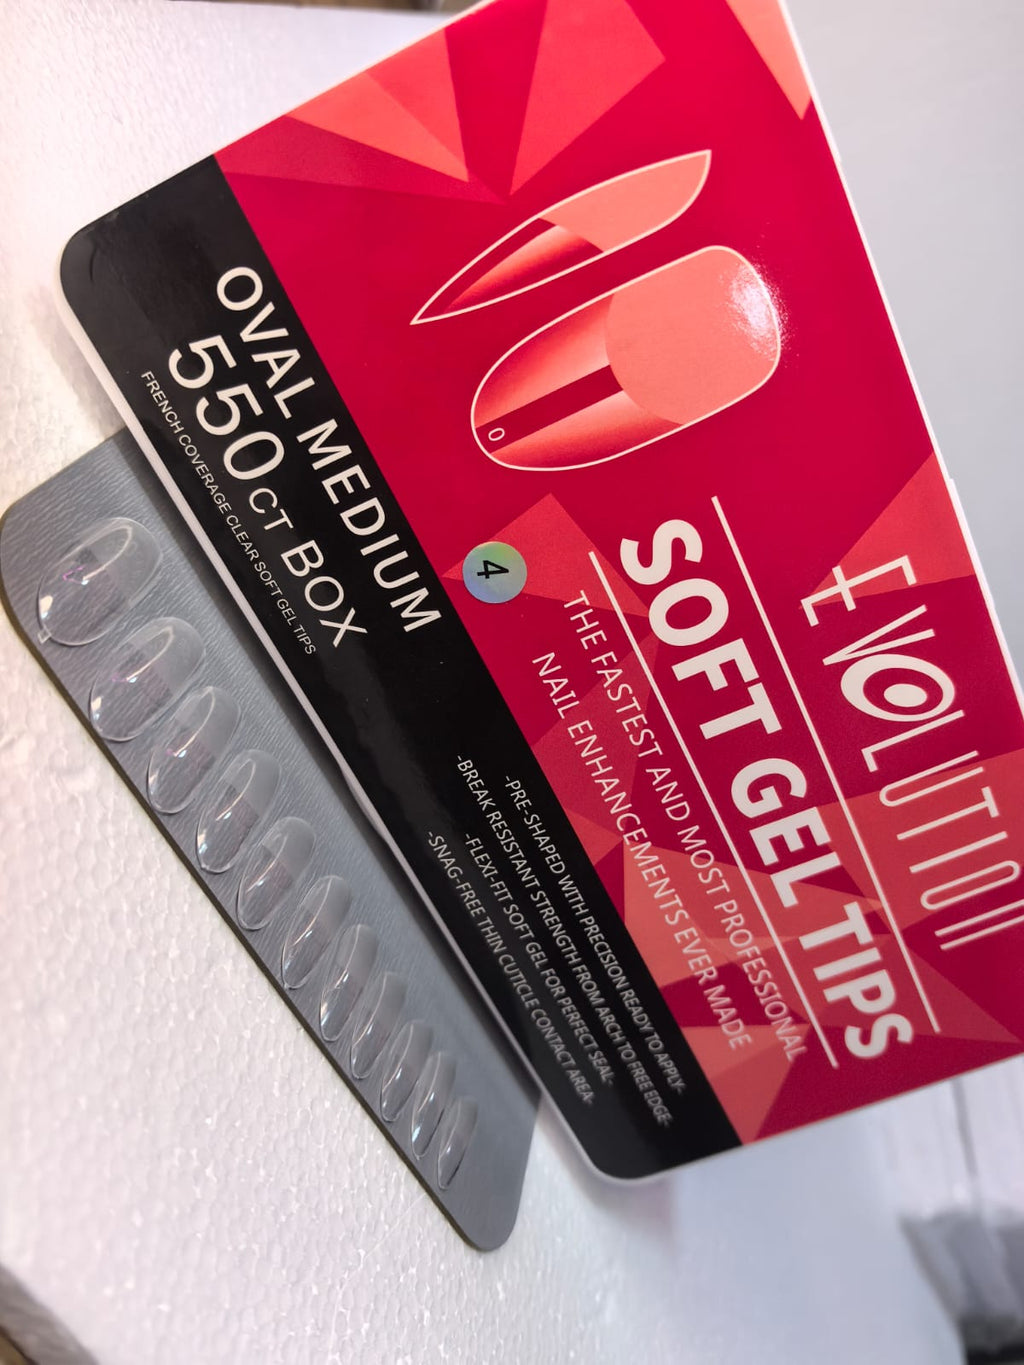 EVOLUTION
SOFT GEL TIPS
THE FASTEST AND MOST PROFESSIONAL
NAIL ENHANCEMENTS EVER MADE
0
4
OVAL MEDIUM
550 CT BOX
FRENCH COVERAGE CLEAR SOFT GEL TIPS
-PRE-SHAPED WITH PRECISION READY TO APPLY-
-BREAK RESISTANT STRENGTH FROM ARCH TO FREE EDGE-
-FLEXI-FIT SOFT GEL FOR PERFECT SEAL-
-SNAG-FREE THIN CUTICLE CONTACT AREA-